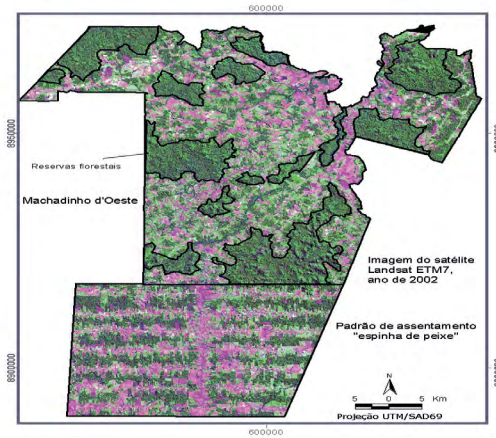 600000
8950000
Reservas florestais
Machadinho d'Oeste
Imagem do satélite
Landsat ETM7,
ano de 2002
Padrão de assentamento
"espinha de peixe"
8900000
N
5 0 5 Km
Projeção UTM/SAD69
600000